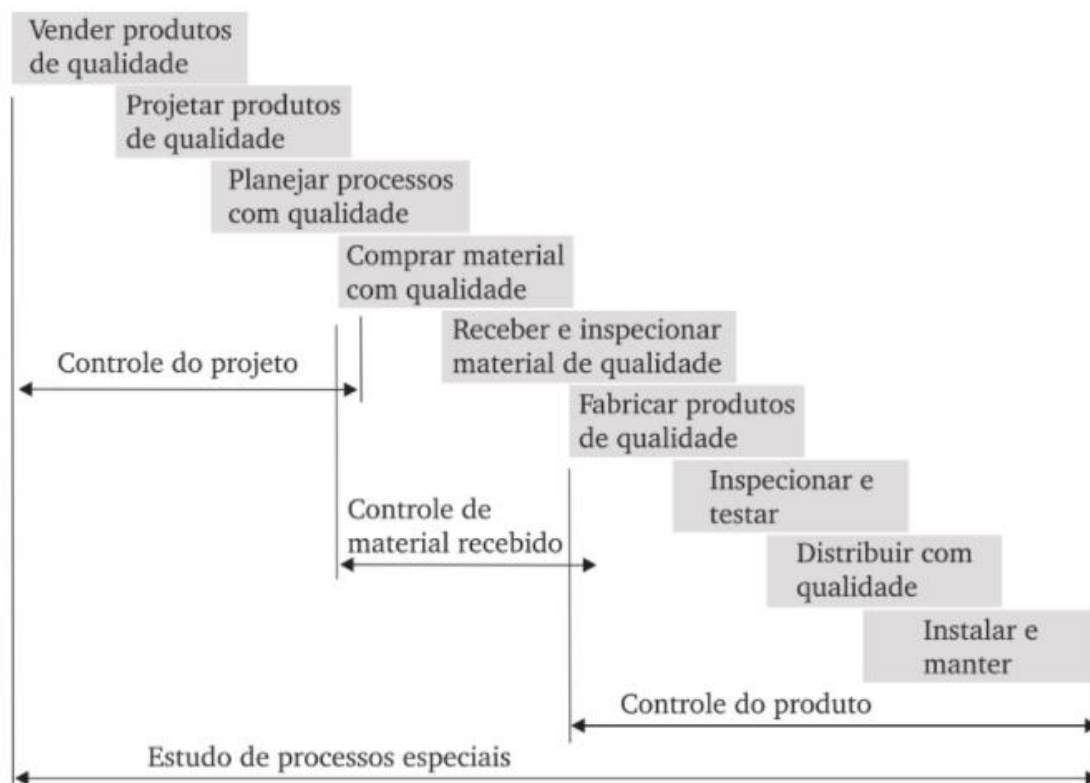 Vender produtos
de qualidade
Projetar produtos
de qualidade
Planejar processos
com qualidade
Comprar material
com qualidade
Receber e inspecionar
material de qualidade
Controle do projeto
Fabricar produtos
de qualidade
Inspecionar e
testar
Controle de
material recebido
Distribuir com
qualidade
Instalar e
manter
Controle do produto
Estudo de processos especiais